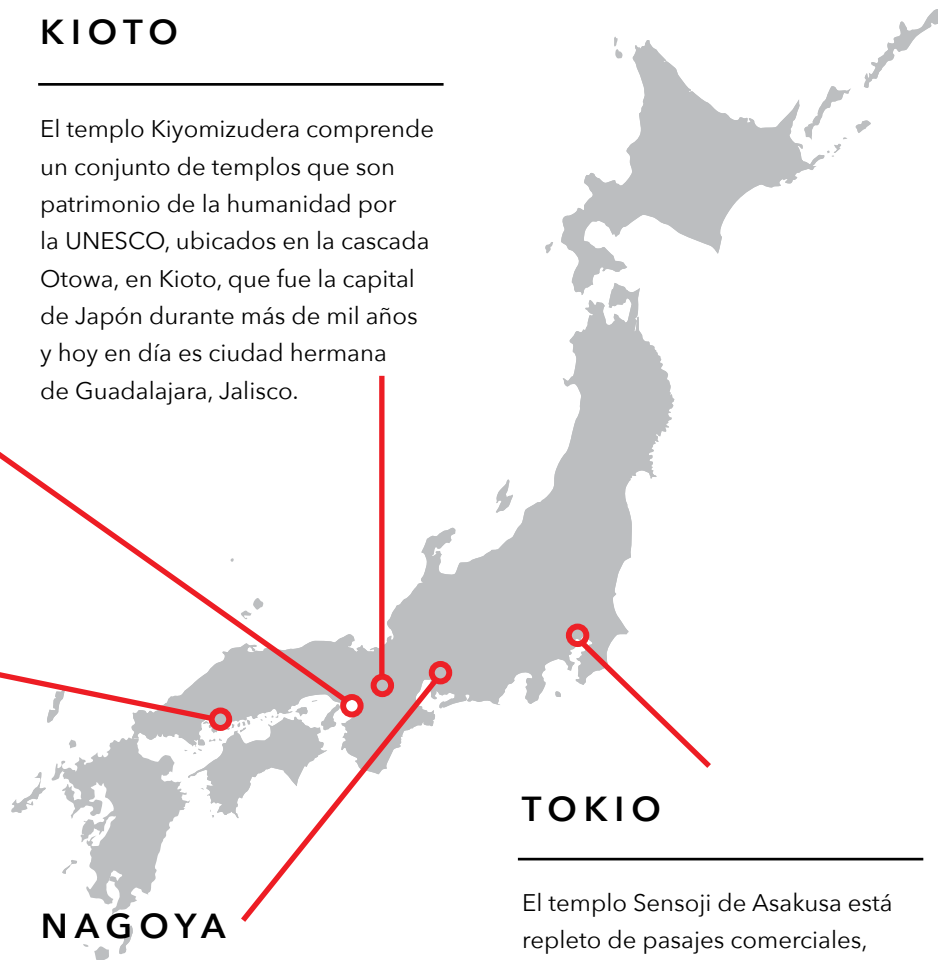 KIOTO
El templo Kiyomizudera comprende
un conjunto de templos que son
patrimonio de la humanidad por
la UNESCO, ubicados en la cascada
Otowa, en Kioto, que fue la capital
de Japón durante más de mil años
y hoy en día es ciudad hermana
de Guadalajara, Jalisco.
TOKIO
El templo Sensoji de Asakusa está
repleto de pasajes comerciales,
NAGOYA